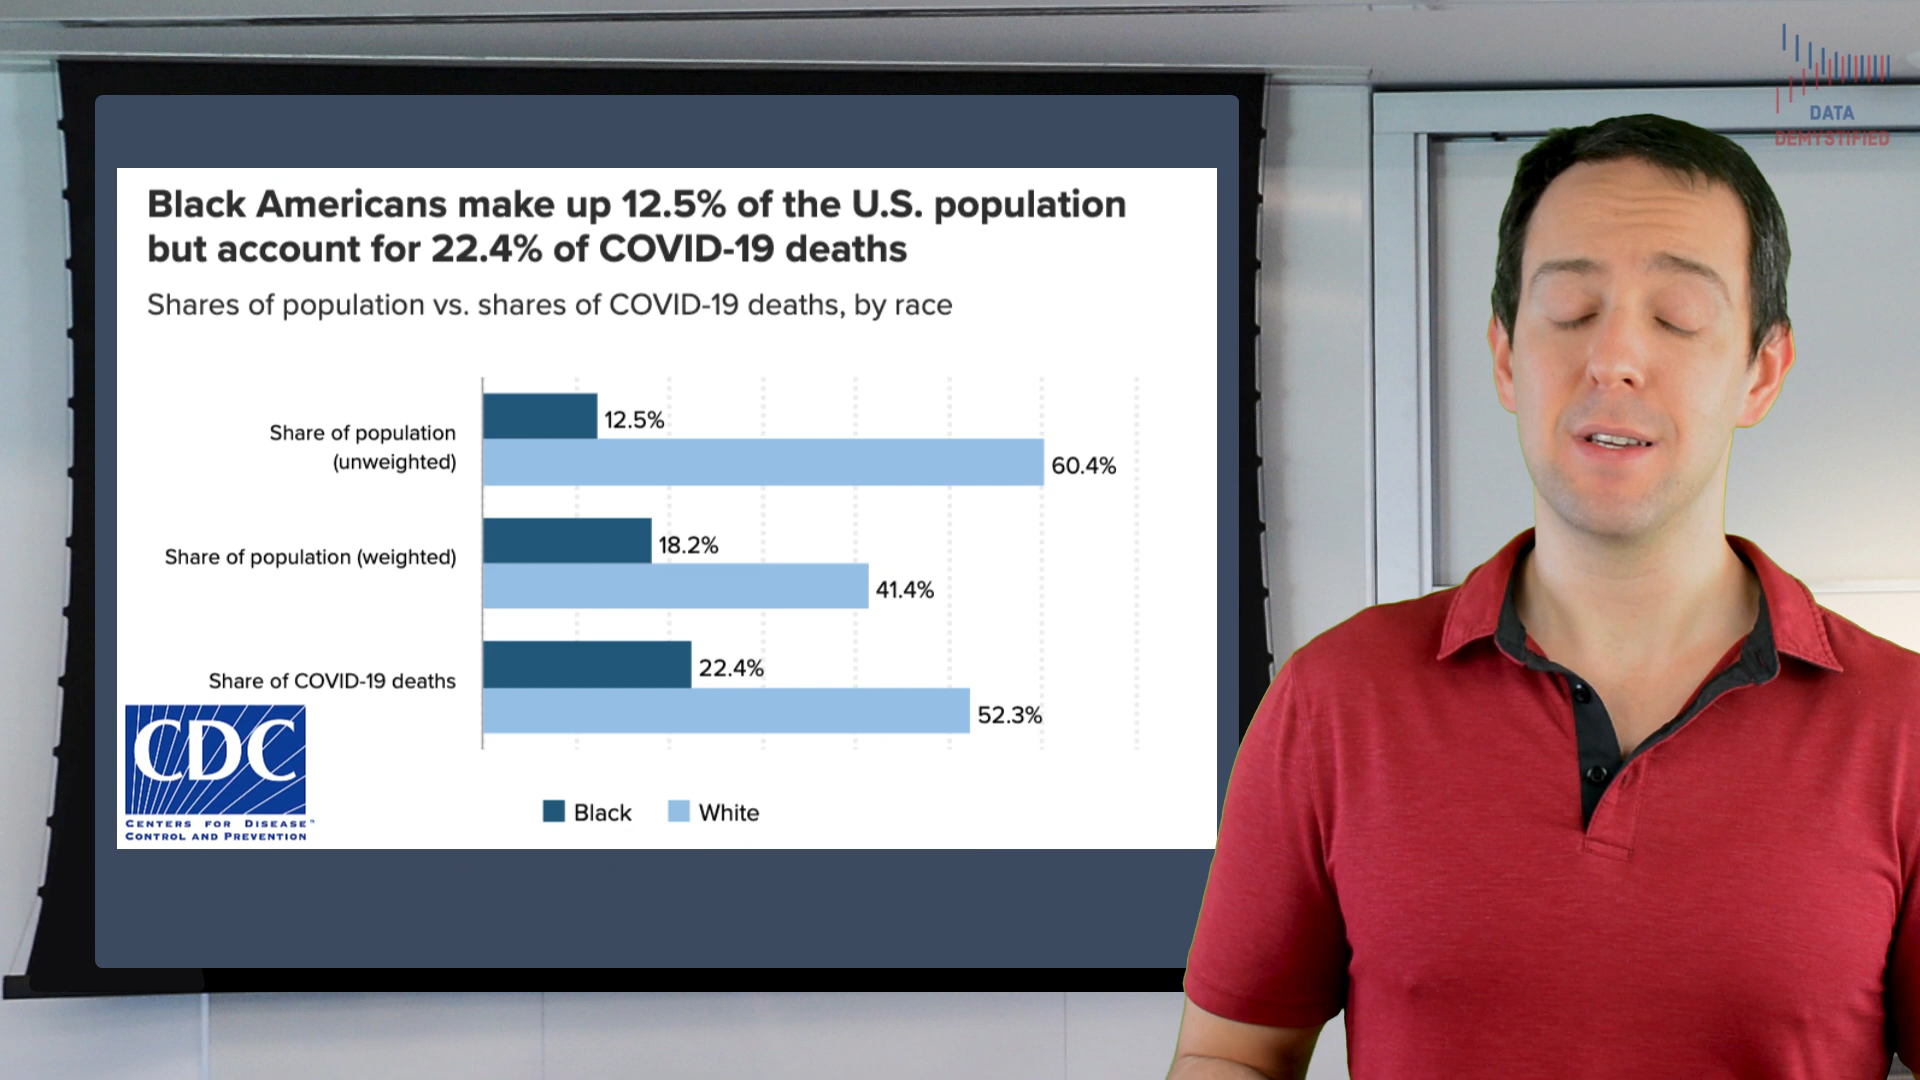 DATA
DEMYSTIFIED
Black Americans make up 12.5% of the U.S. population
but account for 22.4% of COVID-19 deaths
Shares of population vs. shares of COVID-19 deaths, by race
Share of population
(unweighted)
12.5%
60.4%
Share of population (weighted)
18.2%
41.4%
Share of COVID-19 deaths
22.4%
52.3%
CDC
CENTERS FOR DISEASE™
CONTROL AND PREVENTION
Black
White